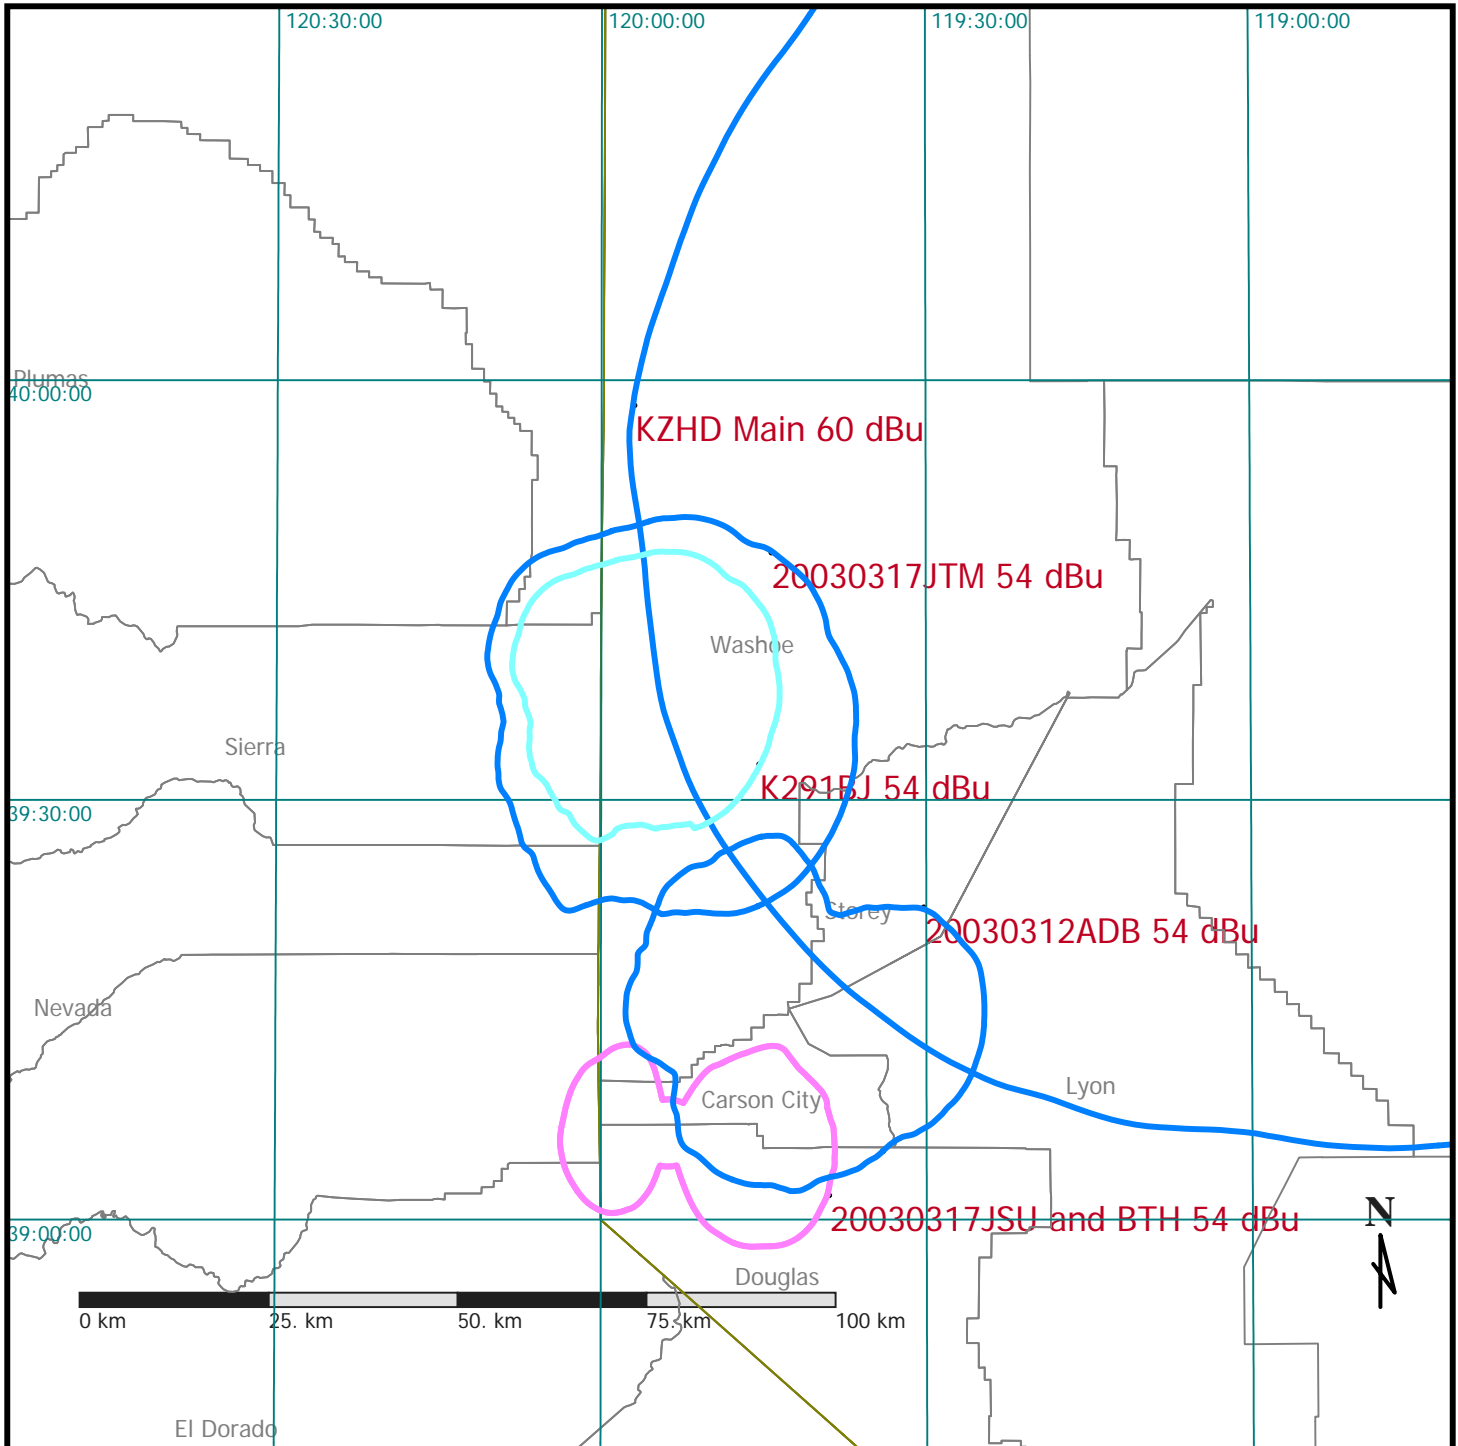 120:30:00
120:00:00
119:30:00
119:00:00
Plumas
40:00:00
KZHD Main 60 dBu
20030317JTM 54 dBu
Washoe
Sierra
K291BJ 54 dBu
39:30:00
Storey
20030312ADB 54 dBu
Nevada
Lyon
Carson City
N
20030317JSU and BTH 54 dBu
39:00:00
Douglas
0 km
25. km
50. km
75. km
100 km
El Dorado